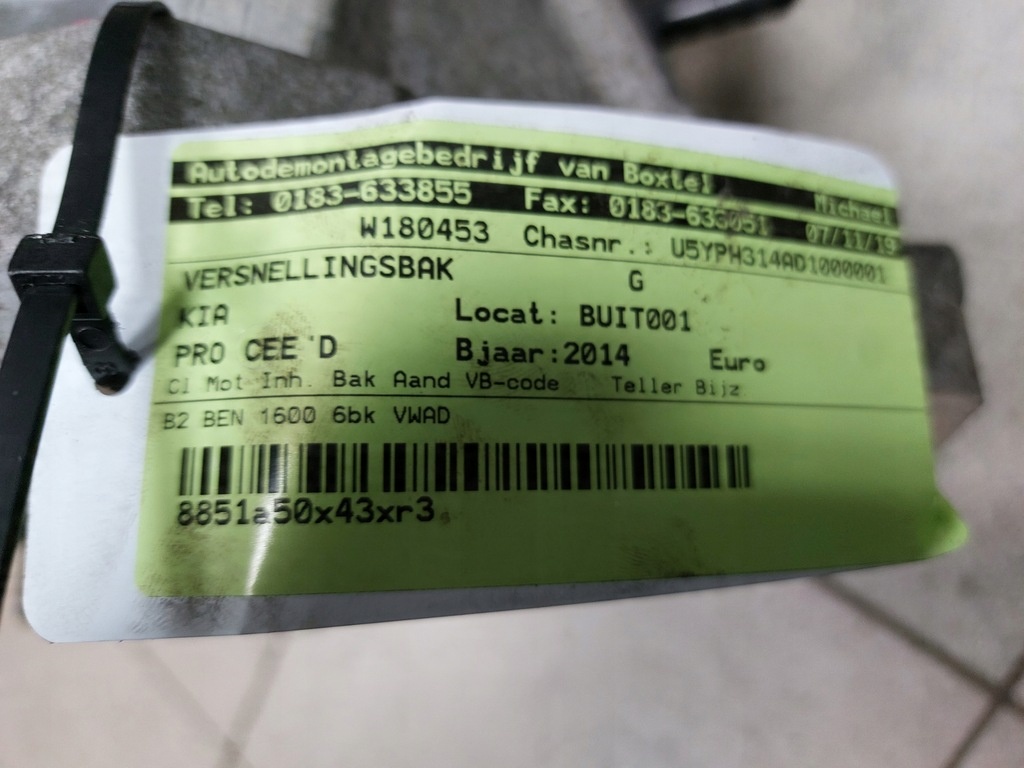 Autodemontagebedrijf van Boxtel Michael
Tel: 0183-633855 Fax: 0183-633051 07/11/19
W180453 Chasnr.: U5YPH314AD1000001
VERSNELLINGSBAK G
KIA Locat: BUIT001
PRO CEE'D Bjaar:2014 Euro
Cl Mot Inh. Bak Aand VB-code Teller Bijz
B2 BEN 1600 6bk VWAD
8851a50x43xr3